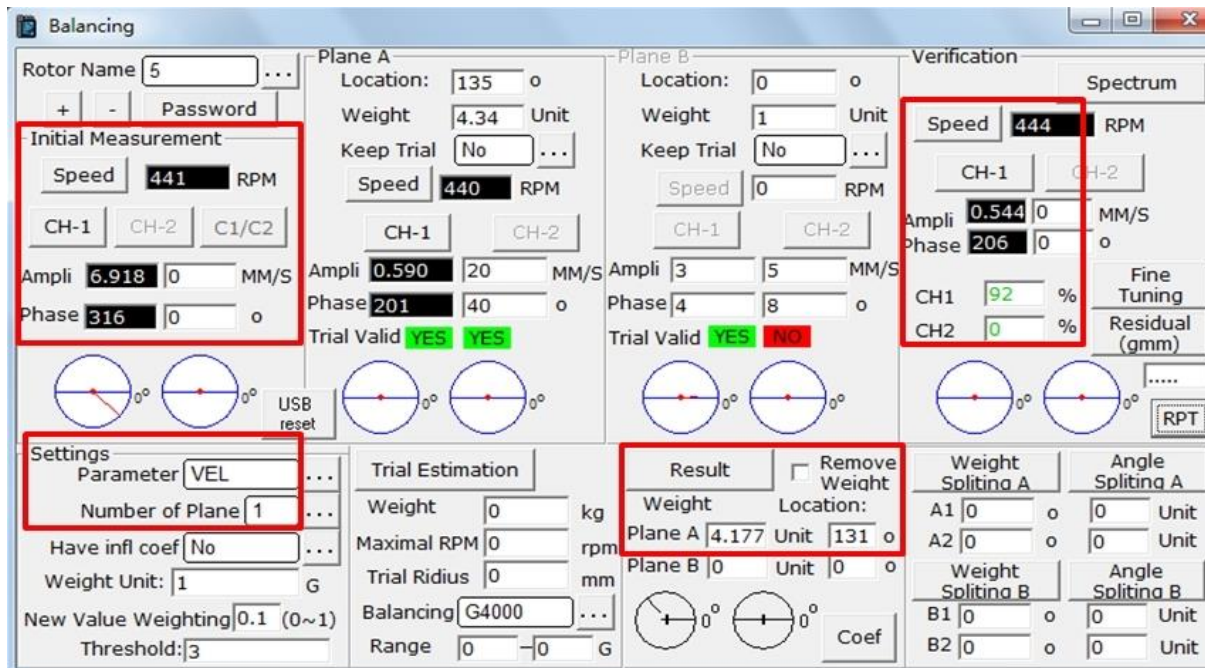 Balancing
Rotor Name 5 ...
+ - Password
Initial Measurement
Speed 441 RPM
CH-1 CH-2 C1/C2
Ampli 6.918 0 MM/S
Phase 316 0 o
0°
0°
USB
reset
Plane A
Location: 135 o
Weight 4.34 Unit
Keep Trial No ...
Speed 440 RPM
CH-1 CH-2
Ampli 0.590 20 MM/S
Phase 201 40 o
Trial Valid YES YES
0°
0°
Plane B
Location: 0 o
Weight 1 Unit
Keep Trial No ...
Speed 0 RPM
CH-1 CH-2
Ampli 3 5 MM/S
Phase 4 8 o
Trial Valid YES NO
0°
0°
Verification
Spectrum
Speed 444 RPM
CH-1 CH-2
Ampli 0.544 0 MM/S
Phase 206 0 o
CH1 92 %
CH2 0 %
Fine
Tuning
Residual
(gmm)
.....
RPT
0°
0°
Settings
Parameter VEL ...
Number of Plane 1 ...
Have infl coef No ...
Weight Unit: 1 G
New Value Weighting 0.1 (0~1)
Threshold: 3
Trial Estimation
Weight 0 kg
Maximal RPM 0 rpm
Trial Ridius 0 mm
Balancing G4000 ...
Range 0 -0 G
Result
Remove
Weight
Weight Location:
Plane A 4.177 Unit 131 o
Plane B 0 Unit 0 o
0°
0°
Coef
Weight
Spliting A
Angle
Spliting A
A1 0 o 0 Unit
A2 0 o 0 Unit
Weight
Spliting B
Angle
Spliting B
B1 0 o 0 Unit
B2 0 o 0 Unit